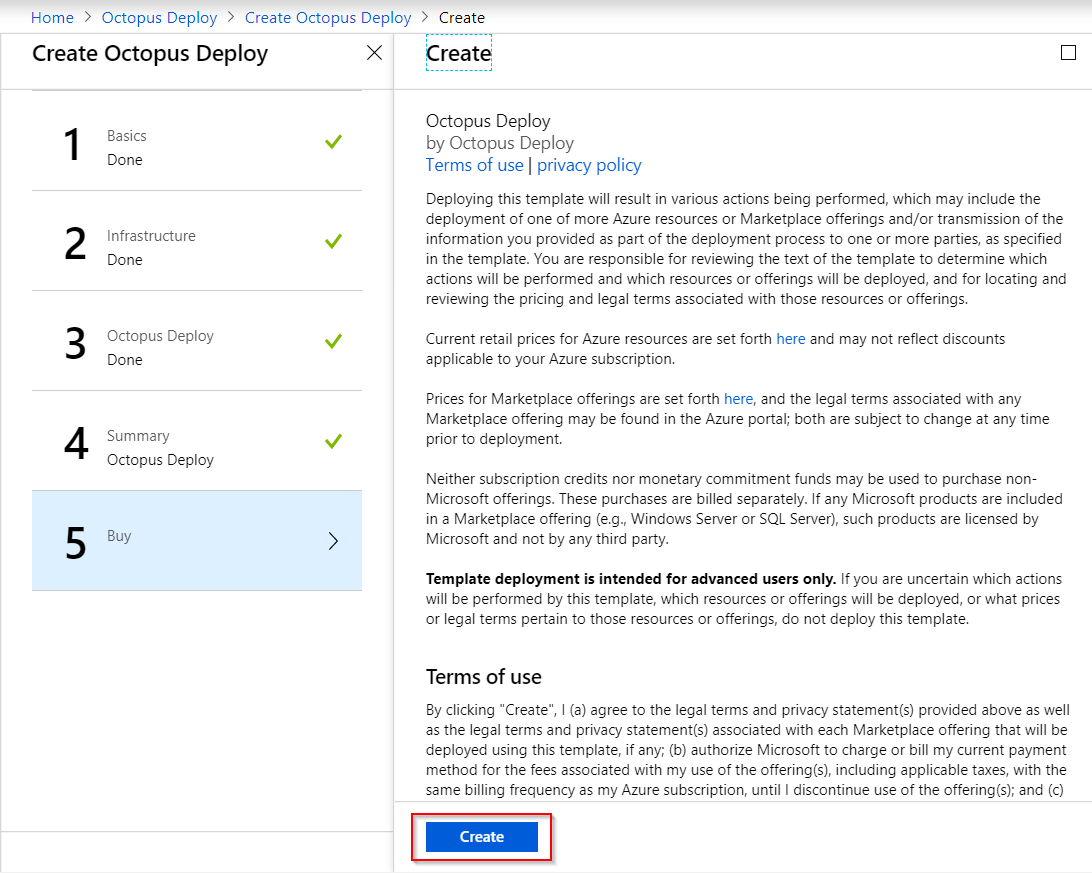 Home > Octopus Deploy > Create Octopus Deploy > Create
Create Octopus Deploy
1
Basics
Done
2
Infrastructure
Done
3
Octopus Deploy
Done
4
Summary
Octopus Deploy
5
Buy
Create
Octopus Deploy
by Octopus Deploy
Terms of use | privacy policy
Deploying this template will result in various actions being performed, which may include the
deployment of one of more Azure resources or Marketplace offerings and/or transmission of the
information you provided as part of the deployment process to one or more parties, as specified
in the template. You are responsible for reviewing the text of the template to determine which
actions will be performed and which resources or offerings will be deployed, and for locating and
reviewing the pricing and legal terms associated with those resources or offerings.
Current retail prices for Azure resources are set forth here and may not reflect discounts
applicable to your Azure subscription.
Prices for Marketplace offerings are set forth here, and the legal terms associated with any
Marketplace offering may be found in the Azure portal; both are subject to change at any time
prior to deployment.
Neither subscription credits nor monetary commitment funds may be used to purchase non-
Microsoft offerings. These purchases are billed separately. If any Microsoft products are included
in a Marketplace offering (e.g., Windows Server or SQL Server), such products are licensed by
Microsoft and not by any third party.
Template deployment is intended for advanced users only. If you are uncertain which actions
will be performed by this template, which resources or offerings will be deployed, or what prices
or legal terms pertain to those resources or offerings, do not deploy this template.
Terms of use
By clicking "Create", I (a) agree to the legal terms and privacy statement(s) provided above as well
as the legal terms and privacy statement(s) associated with each Marketplace offering that will be
deployed using this template, if any; (b) authorize Microsoft to charge or bill my current payment
method for the fees associated with my use of the offering(s), including applicable taxes, with the
same billing frequency as my Azure subscription, until I discontinue use of the offering(s); and (c)
Create